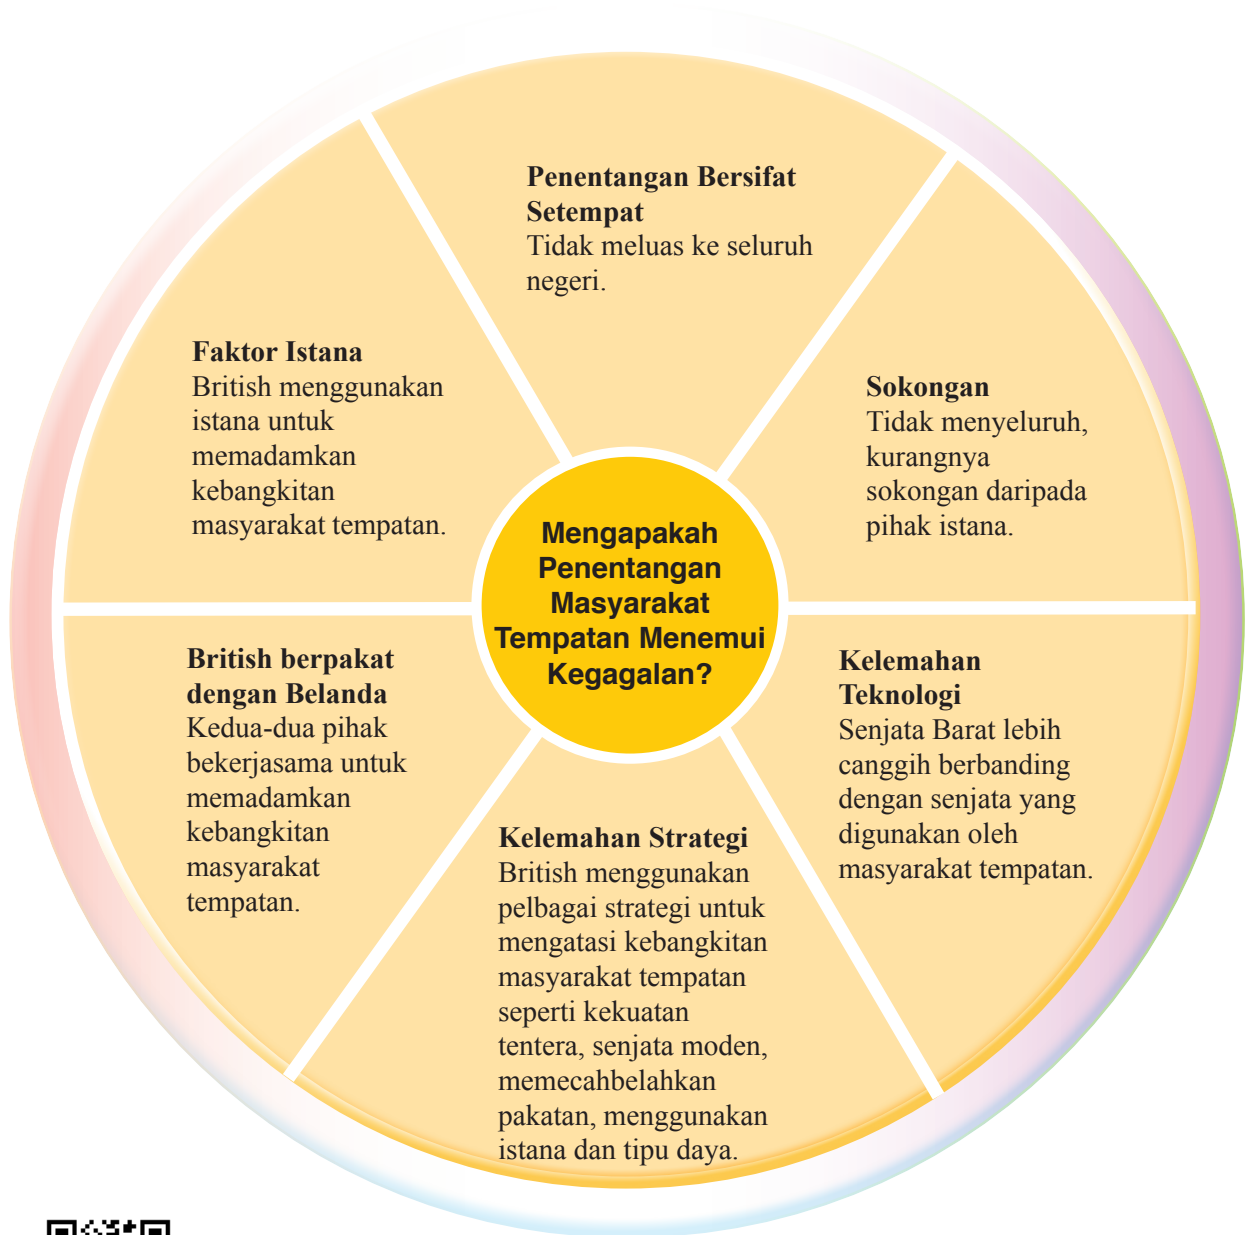 Penentangan Bersifat
Setempat
Tidak meluas ke seluruh
negeri.
Sokongan
Tidak menyeluruh,
kurangnya
sokongan daripada
pihak istana.
Kelemahan
Teknologi
Senjata Barat lebih
canggih berbanding
dengan senjata yang
digunakan oleh
masyarakat tempatan.
Kelemahan Strategi
British menggunakan
pelbagai strategi untuk
mengatasi kebangkitan
masyarakat tempatan
seperti kekuatan
tentera, senjata moden,
memecahbelahkan
pakatan, menggunakan
istana dan tipu daya.
British berpakat
dengan Belanda
Kedua-dua pihak
bekerjasama untuk
memadamkan
kebangkitan
masyarakat
tempatan.
Faktor Istana
British menggunakan
istana untuk
memadamkan
kebangkitan
masyarakat tempatan.
Mengapakah
Penentangan
Masyarakat
Tempatan Menemui
Kegagalan?